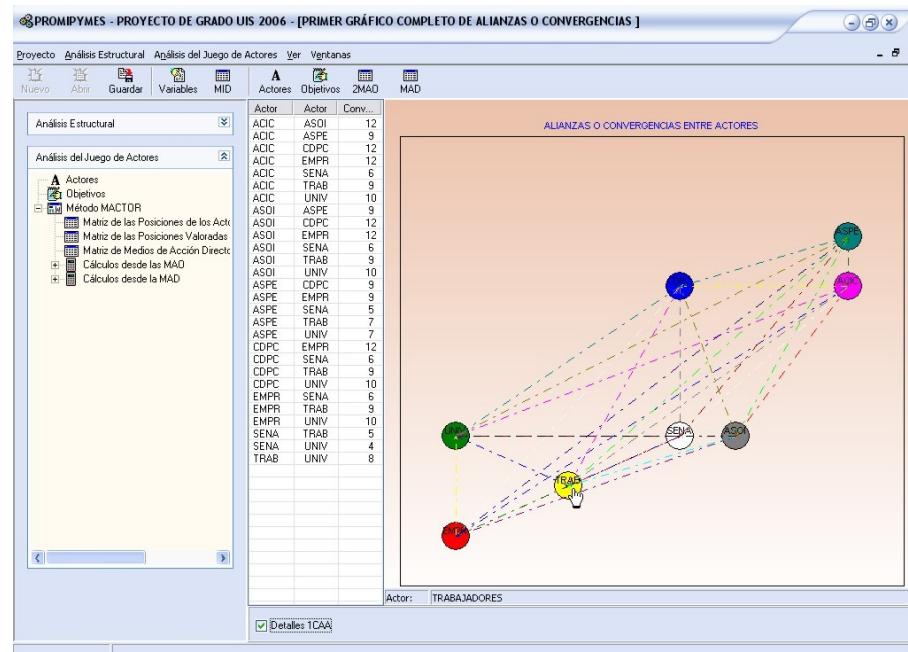 PROMIPYMES - PROYECTO DE GRADO UIS 2006 - [PRIMER GRÁFICO COMPLETO DE ALIANZAS O CONVERGENCIAS ]
Proyecto Análisis Estructural Análisis del Juego de Actores Ver Ventanas
Nuevo Abrir Guardar Variables MID Actores Objetivos 2MAO MAD
Análisis Estructural
Análisis del Juego de Actores
Actores
Objetivos
Método MACTOR
Matriz de las Posiciones de los Acto
Matriz de las Posiciones Valoradas
Matriz de Medios de Acción Directo
Cálculos desde las MAO
Cálculos desde la MAD
Actor Actor Conv...
ACIC ASOI 12
ACIC ASPE 9
ACIC CDPC 12
ACIC EMPR 12
ACIC SENA 6
ACIC TRAB 9
ACIC UNIV 10
ASOI ASPE 9
ASOI CDPC 12
ASOI EMPR 12
ASOI SENA 6
ASOI TRAB 9
ASOI UNIV 10
ASPE CDPC 9
ASPE EMPR 9
ASPE SENA 5
ASPE TRAB 7
ASPE UNIV 7
CDPC EMPR 12
CDPC SENA 6
CDPC TRAB 9
CDPC UNIV 10
EMPR SENA 6
EMPR TRAB 9
EMPR UNIV 10
SENA TRAB 5
SENA UNIV 4
TRAB UNIV 8
ALIANZAS O CONVERGENCIAS ENTRE ACTORES
ASPE
ACIC
UNIV
SENA
ASOI
TRAB
EMPR
Actor: TRABAJADORES
Detalles 1CAA